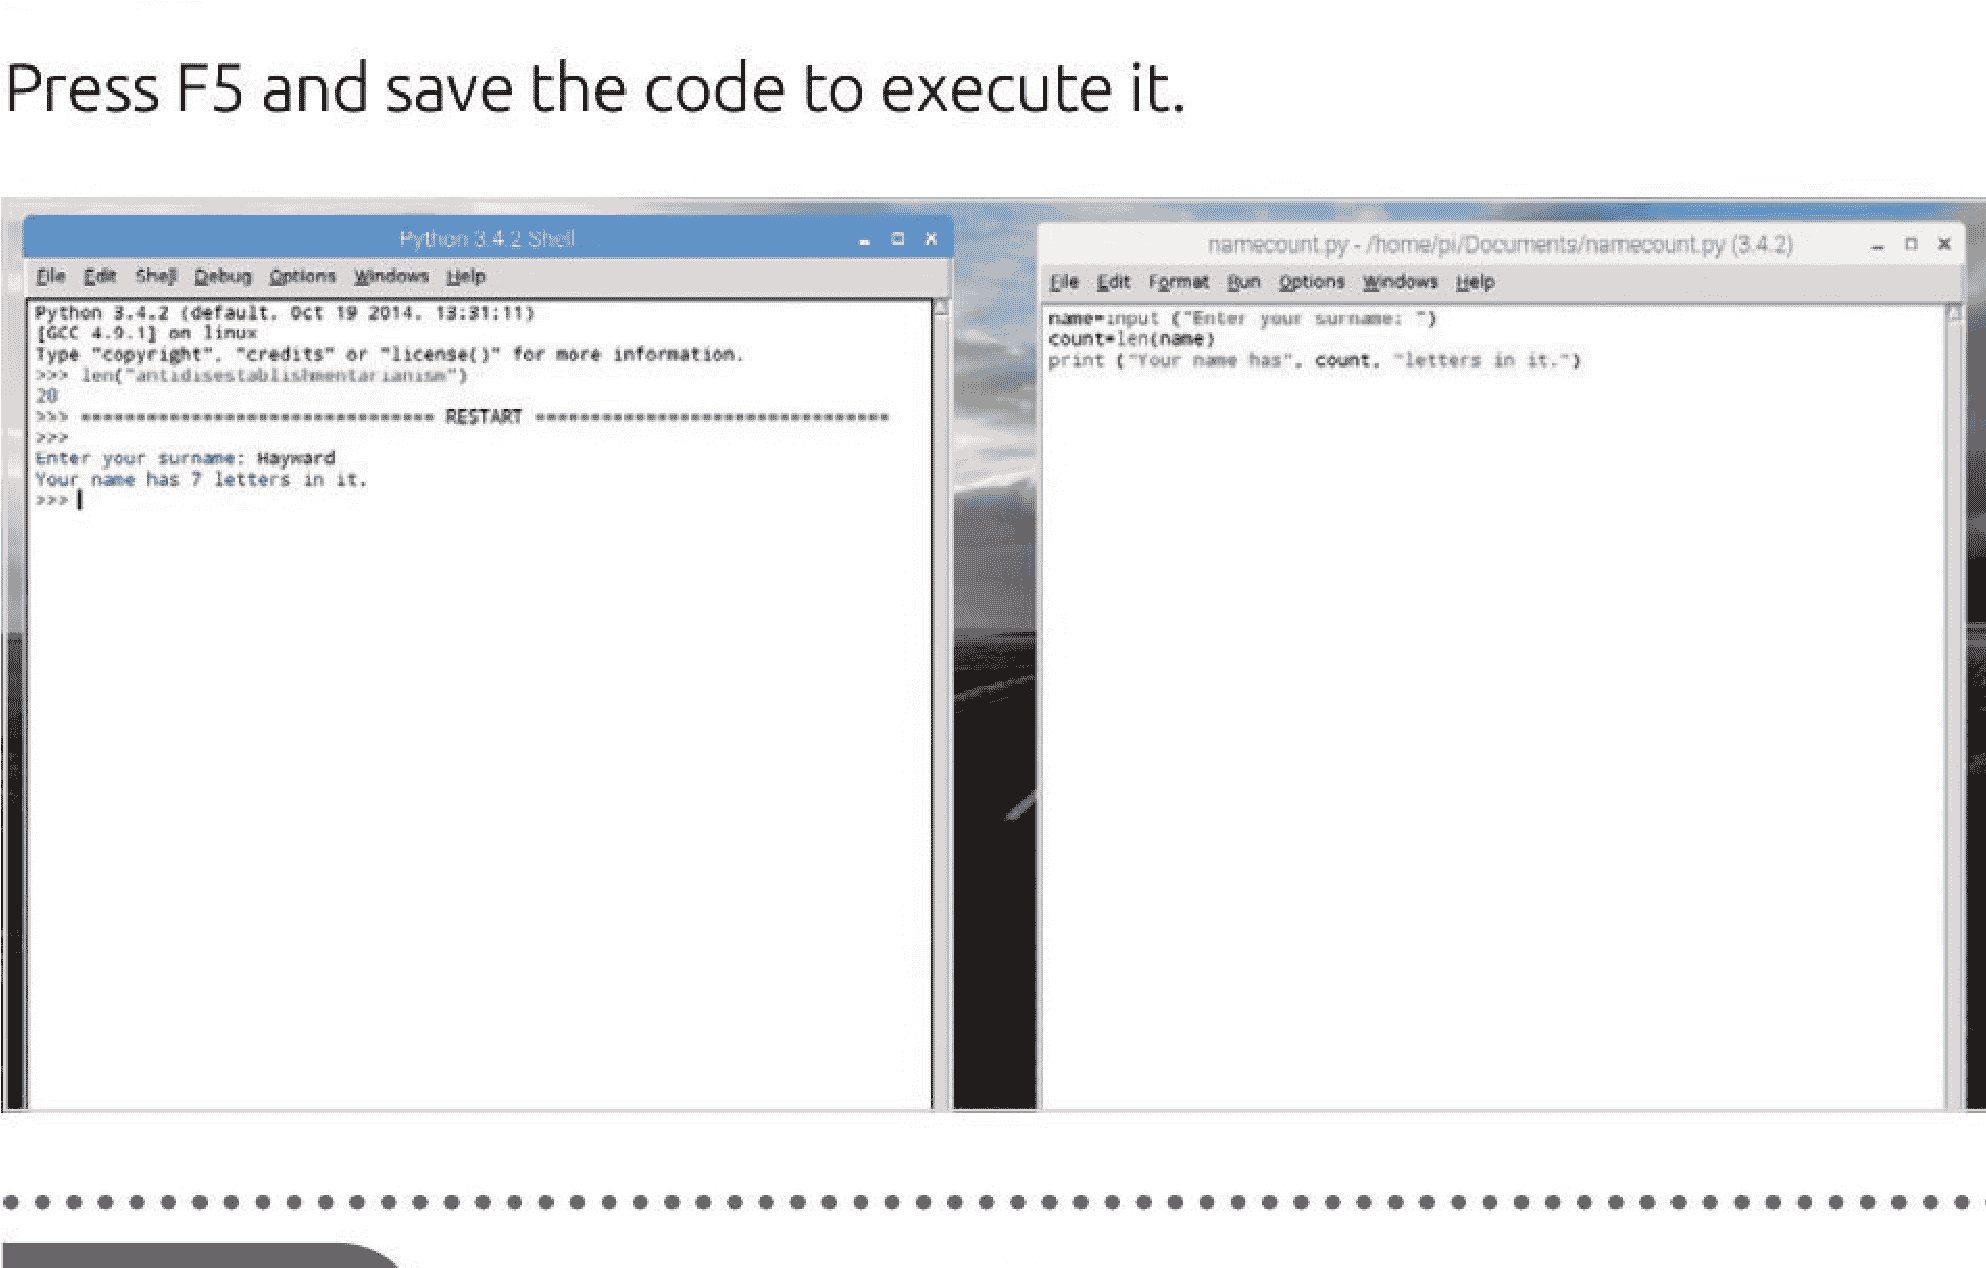 Press F5 and save the code to execute it.
Python 3.4.2 Shell
File Edit Shell Debug Options Windows Help
Python 3.4.2 (default, Oct 19 2014, 13:31:11)
[GCC 4.9.1] on linux
Type "copyright", "credits" or "license()" for more information.
>>> len("antidisestablishmentarianism")
28
>>> ================================ RESTART ================================
>>>
Enter your surname: Hayward
Your name has 7 letters in it.
>>>
namecount.py - /home/pi/Documents/namecount.py (3.4.2)
File Edit Format Run Options Windows Help
name=input ("Enter your surname: ")
count=len(name)
print ("Your name has", count, "letters in it.")